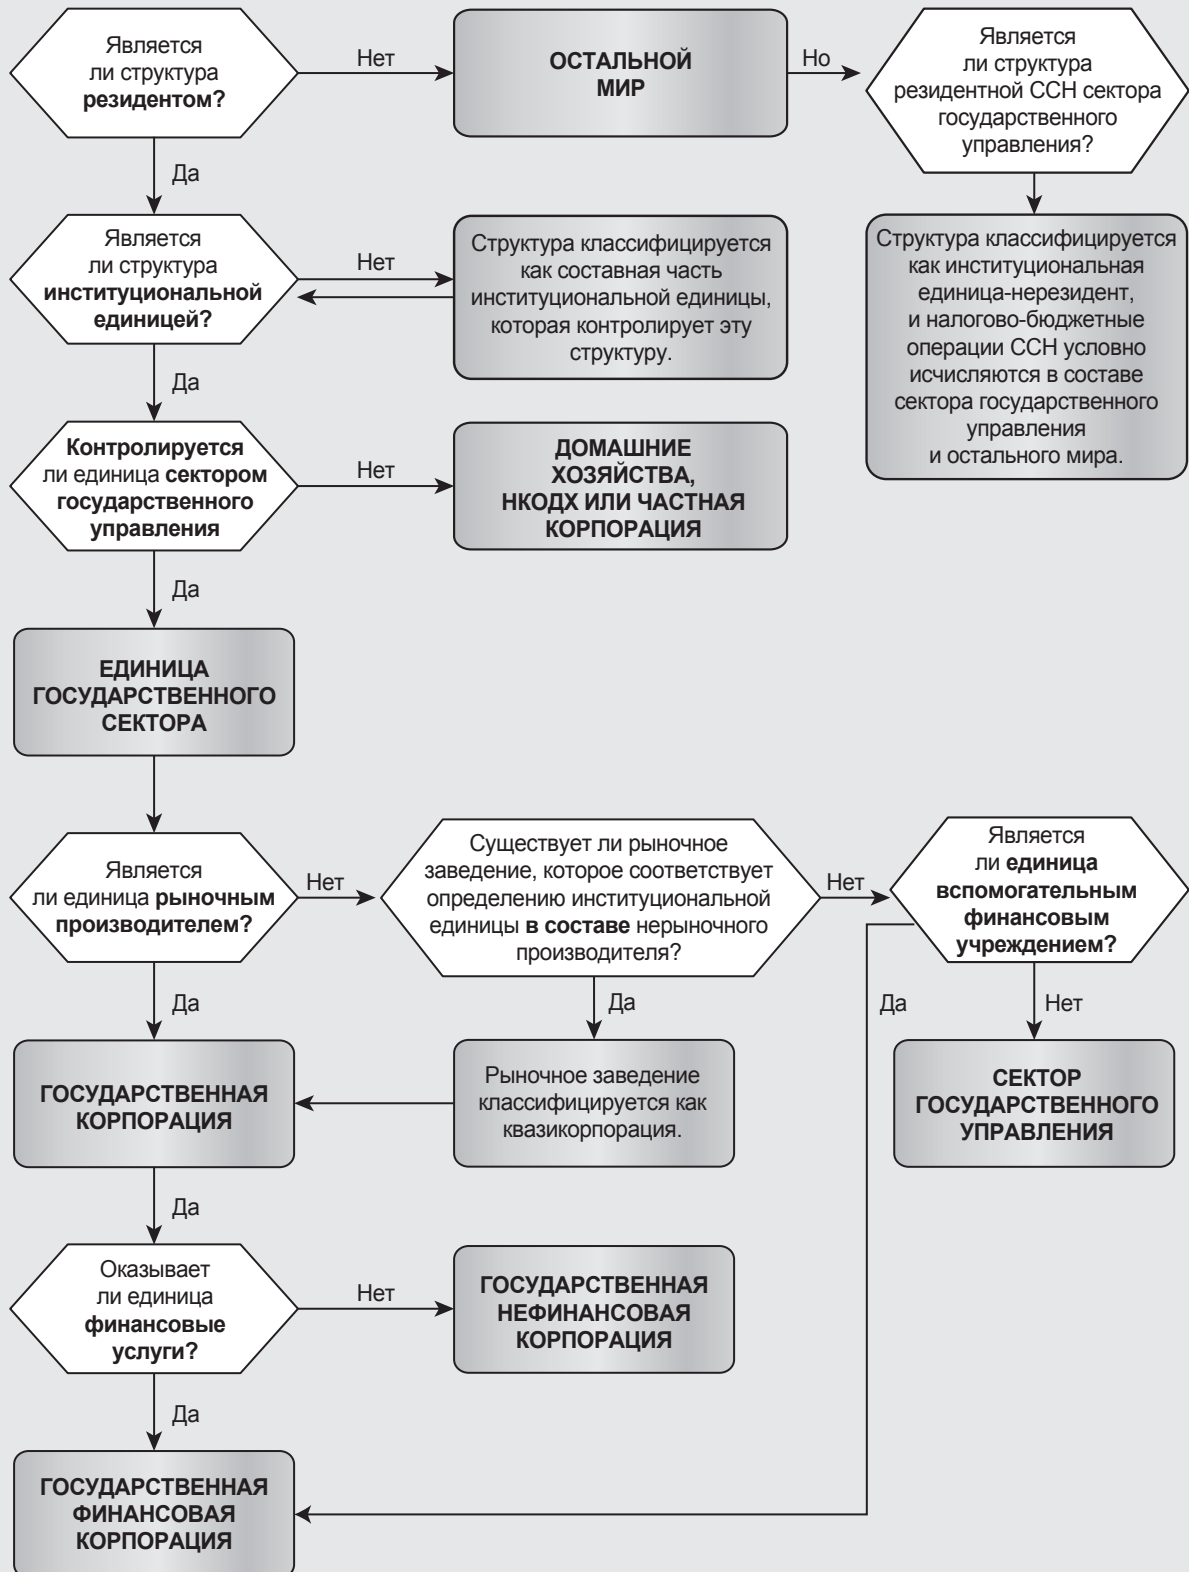 Является
ли структура
резидентом?
Нет
ОСТАЛЬНОЙ
МИР
Но
Является
ли структура
резидентной ССН сектора
государственного
управления?
Да
Является
ли структура
институциональной
единицей?
Нет
Структура классифицируется
как составная часть
институциональной единицы,
которая контролирует эту
структуру.
Структура классифицируется
как институциональная
единица-нерезидент,
и налогово-бюджетные
операции ССН условно
исчисляются в составе
сектора государственного
управления
и остального мира.
Да
Контролируется
ли единица сектором
государственного
управления
Нет
ДОМАШНИЕ
ХОЗЯЙСТВА,
НКОДХ ИЛИ ЧАСТНАЯ
КОРПОРАЦИЯ
Да
ЕДИНИЦА
ГОСУДАРСТВЕННОГО
СЕКТОРА
Является
ли единица рыночным
производителем?
Нет
Существует ли рыночное
заведение, которое соответствует
определению институциональной
единицы в составе нерыночного
производителя?
Нет
Является
ли единица
вспомогательным
финансовым
учреждением?
Да
Да
Да
Нет
ГОСУДАРСТВЕННАЯ
КОРПОРАЦИЯ
Рыночное заведение
классифицируется как
квазикорпорация.
СЕКТОР
ГОСУДАРСТВЕННОГО
УПРАВЛЕНИЯ
Да
Оказывает
ли единица
финансовые
услуги?
Нет
ГОСУДАРСТВЕННАЯ
НЕФИНАНСОВАЯ
КОРПОРАЦИЯ
Да
ГОСУДАРСТВЕННАЯ
ФИНАНСОВАЯ
КОРПОРАЦИЯ